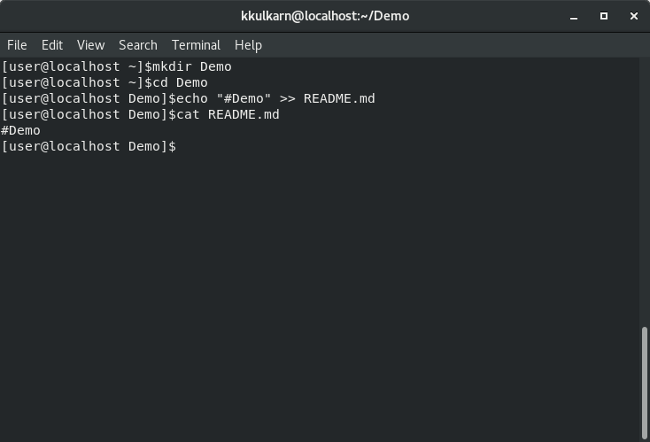 kkulkarn@localhost:~/Demo
File Edit View Search Terminal Help
[user@localhost ~]$mkdir Demo
[user@localhost ~]$cd Demo
[user@localhost Demo]$echo "#Demo" >> README.md
[user@localhost Demo]$cat README.md
#Demo
[user@localhost Demo]$